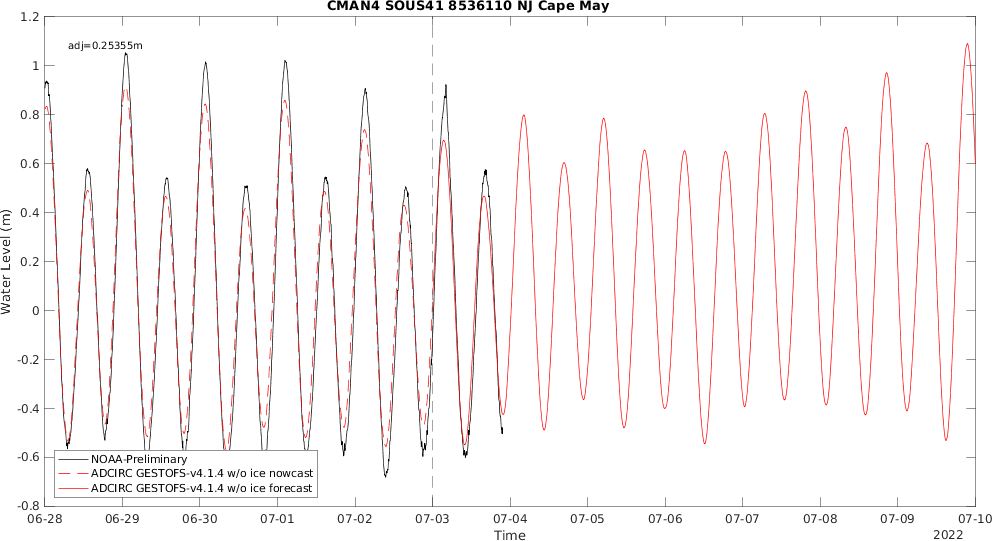 CMAN4 SOUS41 8536110 NJ Cape May
adj=0.25355m
Water Level (m)
1.2
1
0.8
0.6
0.4
0.2
0
-0.2
-0.4
-0.6
-0.8
NOAA-Preliminary
ADCIRC GESTOFS-v4.1.4 w/o ice nowcast
ADCIRC GESTOFS-v4.1.4 w/o ice forecast
06-28 06-29 06-30 07-01 07-02 07-03 07-04 07-05 07-06 07-07 07-08 07-09 07-10
Time
2022